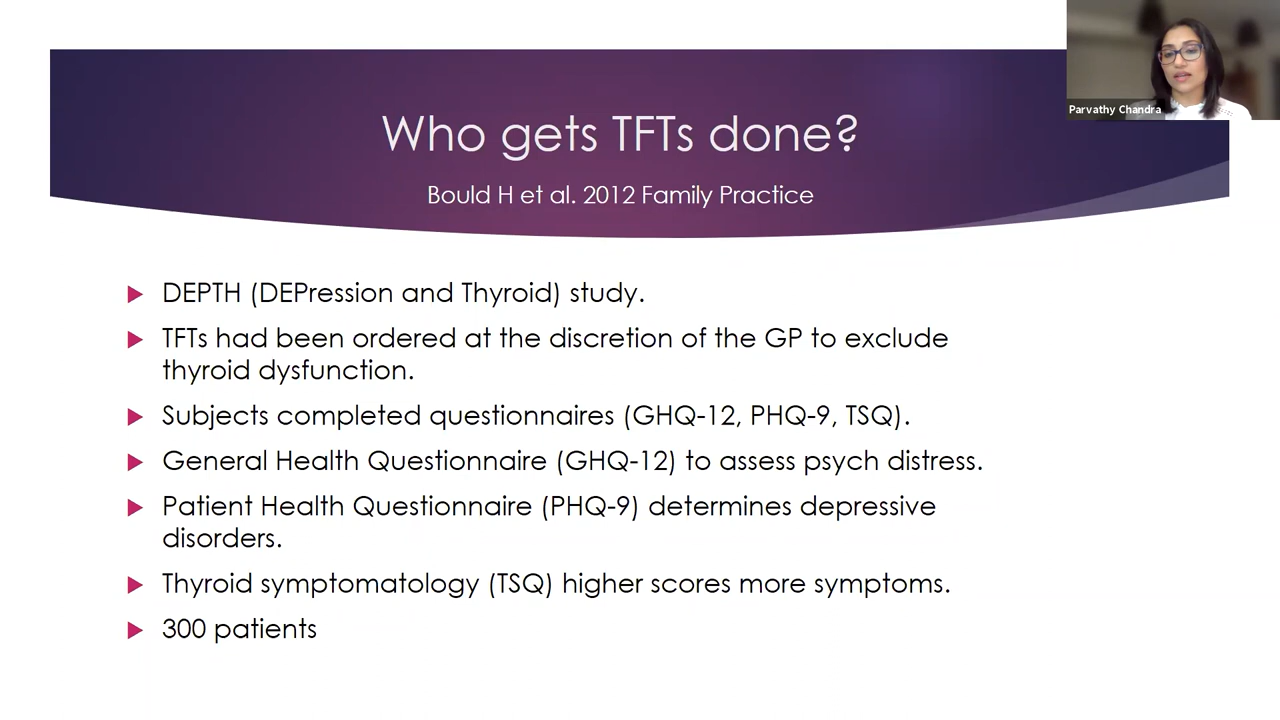 Parvathy Chandra
Who gets TFTs done?
Bould H et al. 2012 Family Practice
DEPTH (DEPression and Thyroid) study.
TFTs had been ordered at the discretion of the GP to exclude
thyroid dysfunction.
Subjects completed questionnaires (GHQ-12, PHQ-9, TSQ).
General Health Questionnaire (GHQ-12) to assess psych distress.
Patient Health Questionnaire (PHQ-9) determines depressive
disorders.
Thyroid symptomatology (TSQ) higher scores more symptoms.
300 patients